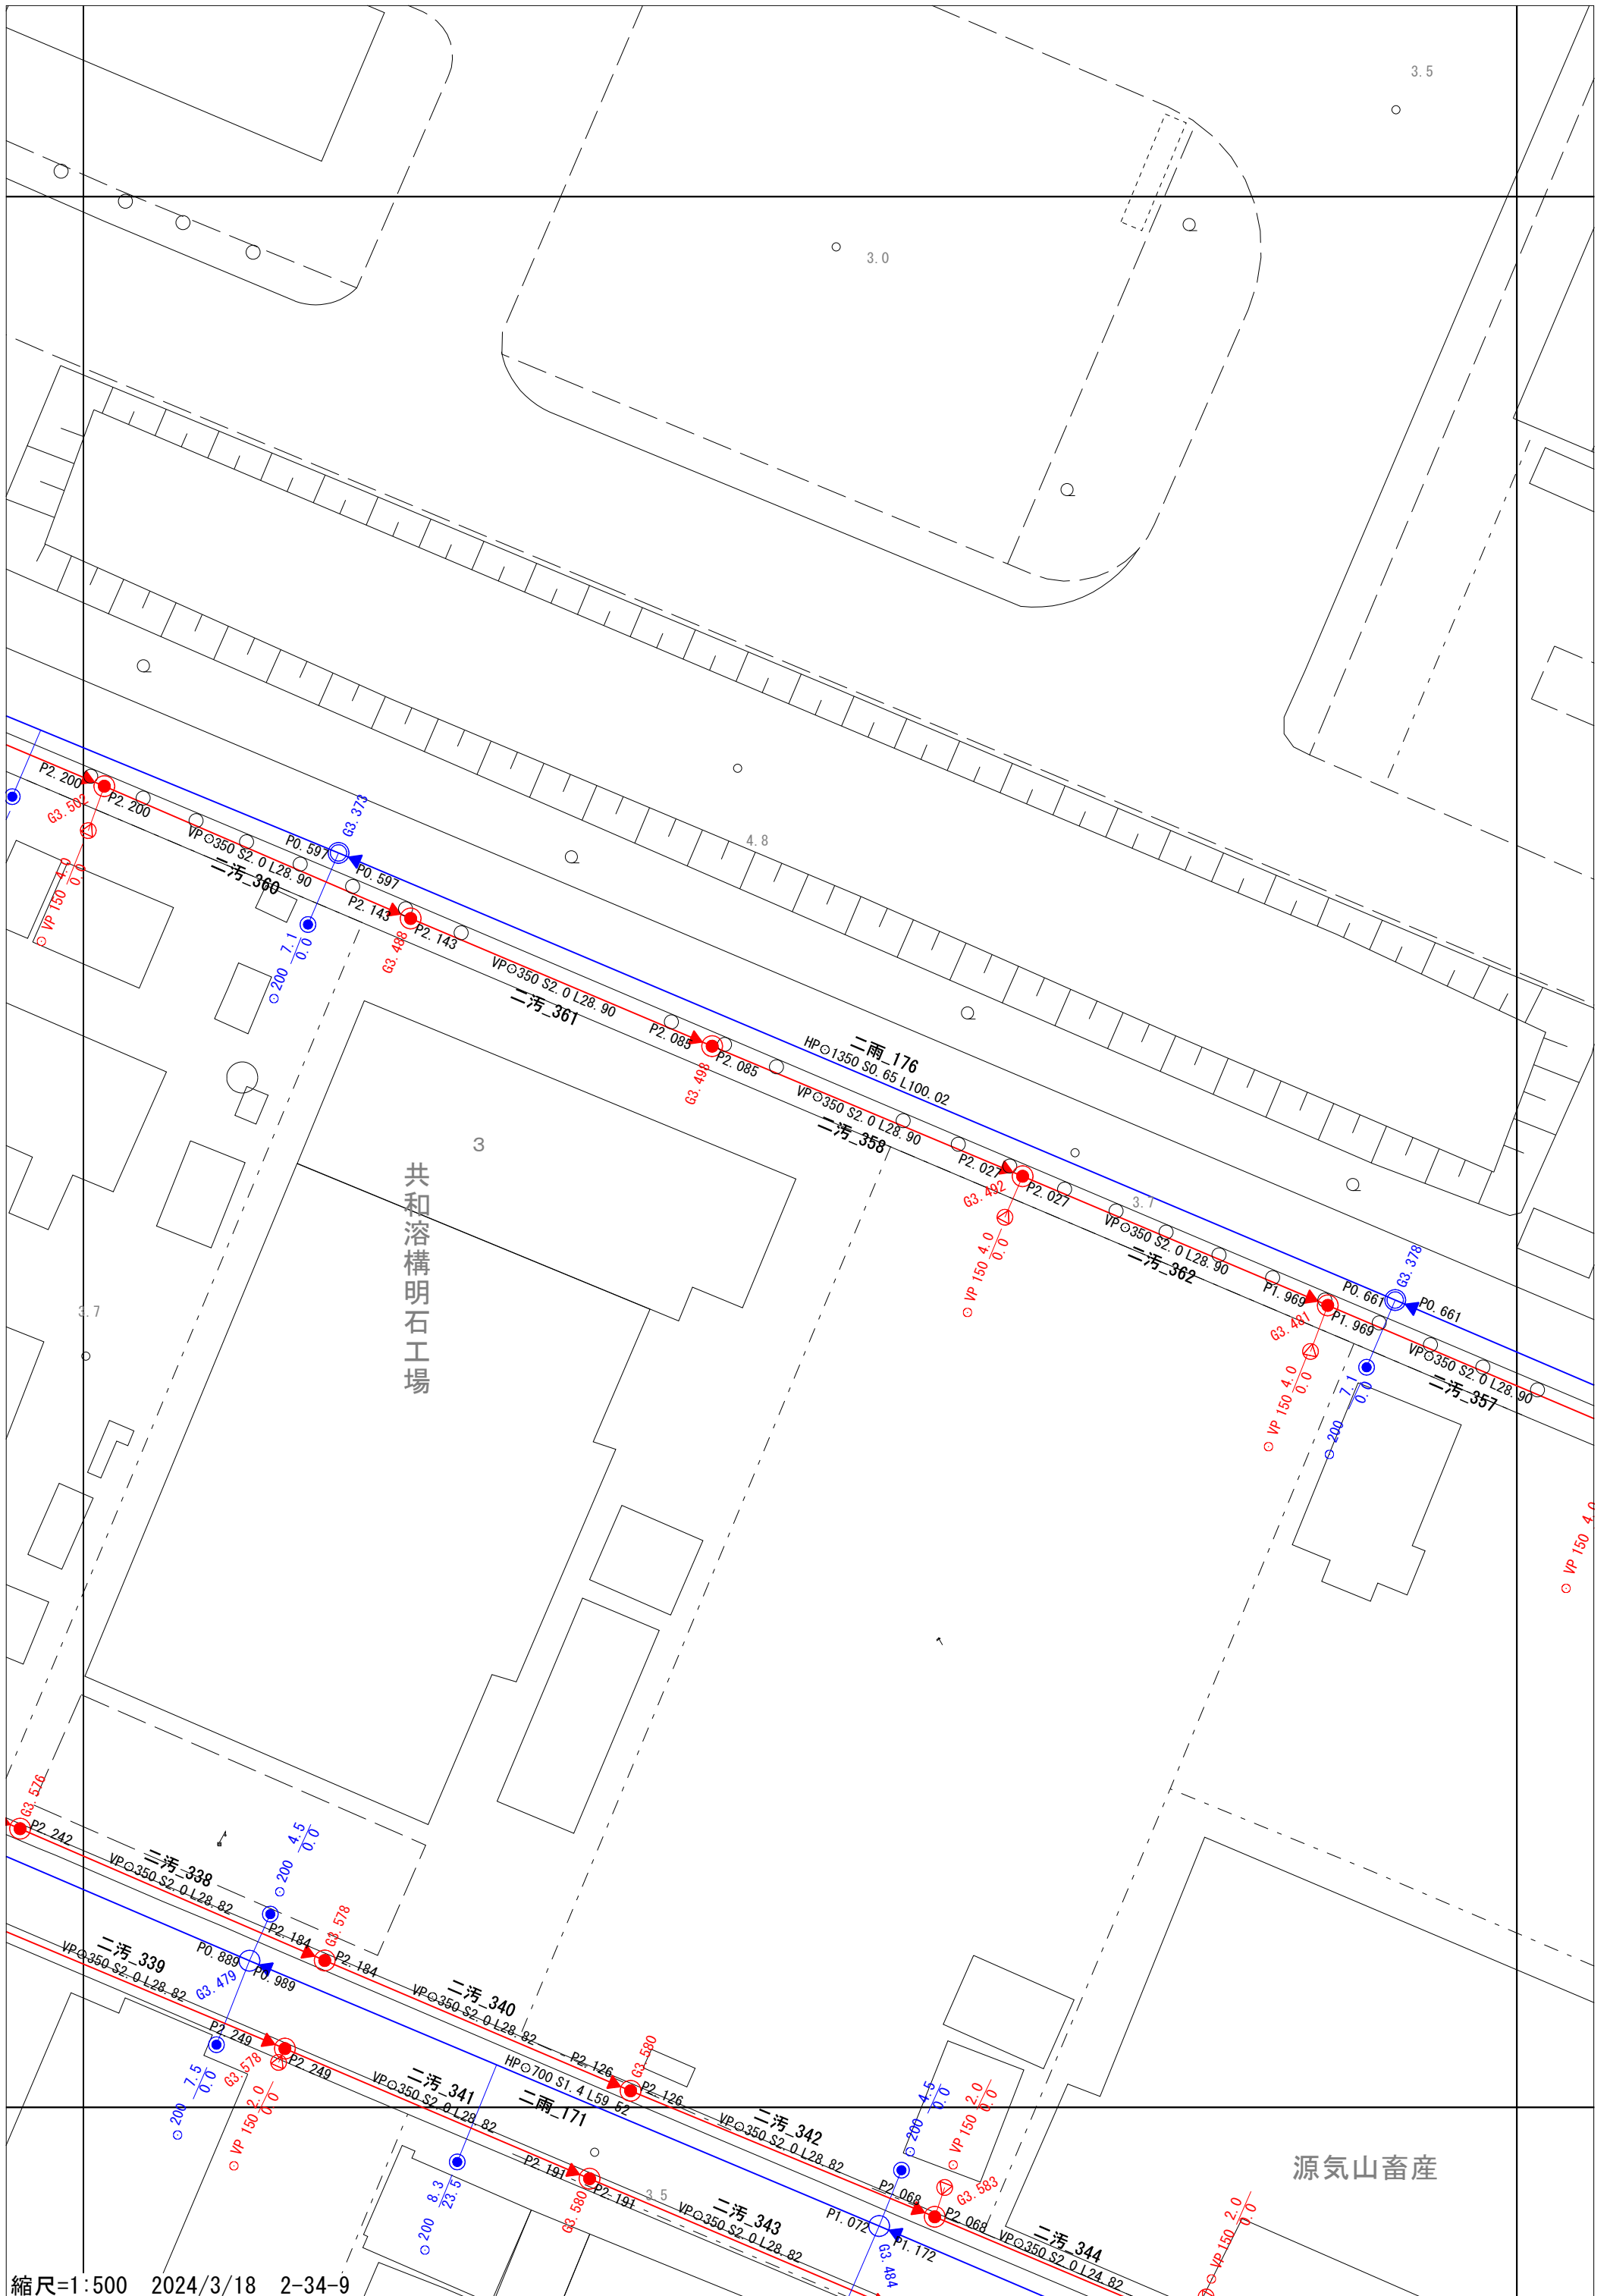 3.5
3.0
P2.200
G3.502
P2.200
VP⊙350 S2.0 L28.90
二汚_360
P0.597
G3.373
P0.597
4.8
⊙ VP 150 4.0
0.0
P2.143
P2.143
G3.488
⊙ 200 7.1
0.0
VP⊙350 S2.0 L28.90
二汚_361
P2.085
P2.085
G3.498
二雨_176
HP⊙1350 S0.65 L100.02
VP⊙350 S2.0 L28.90
二汚_358
P2.027
G3.492
P2.027
3.7
3
共和溶構明石工場
⊙ VP 150 4.0
0.0
VP⊙350 S2.0 L28.90
二汚_362
P1.969
P0.661
G3.378
P0.661
G3.481
P1.969
3.7
VP⊙350 S2.0 L28.90
二汚_357
⊙ VP 150 4.0
0.0
⊙ 200 7.1
0.0
⊙ VP 150 4.0
G3.576
P2.242
二汚_338
VP⊙350 S2.0 L28.82
⊙ 200 4.5
0.0
P2.184
G3.578
P2.184
二汚_339
VP⊙350 S2.0 L28.82
P0.889
G3.479
P0.989
二汚_340
VP⊙350 S2.0 L28.82
P2.249
G3.578
P2.249
⊙ 200 7.5
0.0
⊙ VP 150 2.0
0.0
P2.126
G3.580
P2.126
二汚_341
VP⊙350 S2.0 L28.82
HP⊙700 S1.4 L59.52
二雨_171
二汚_342
VP⊙350 S2.0 L28.82
⊙ 200 4.5
0.0
⊙ VP 150 2.0
0.0
源気山畜産
⊙ 200 8.3
23.5
P2.191
P2.191
G3.580
3.5
二汚_343
VP⊙350 S2.0 L28.82
P2.068
G3.583
P2.068
P1.072
P1.172
G3.484
二汚_344
VP⊙350 S2.0 L24.82
⊙ VP 150 2.0
0.0
縮尺=1:500 2024/3/18 2-34-9